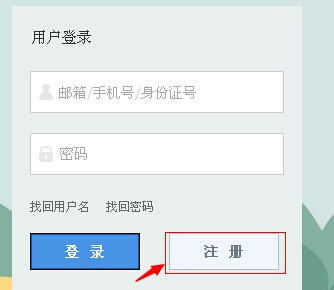 用户登录
邮箱/手机号/身份证号
密码
找回用户名 找回密码
登 录 注 册